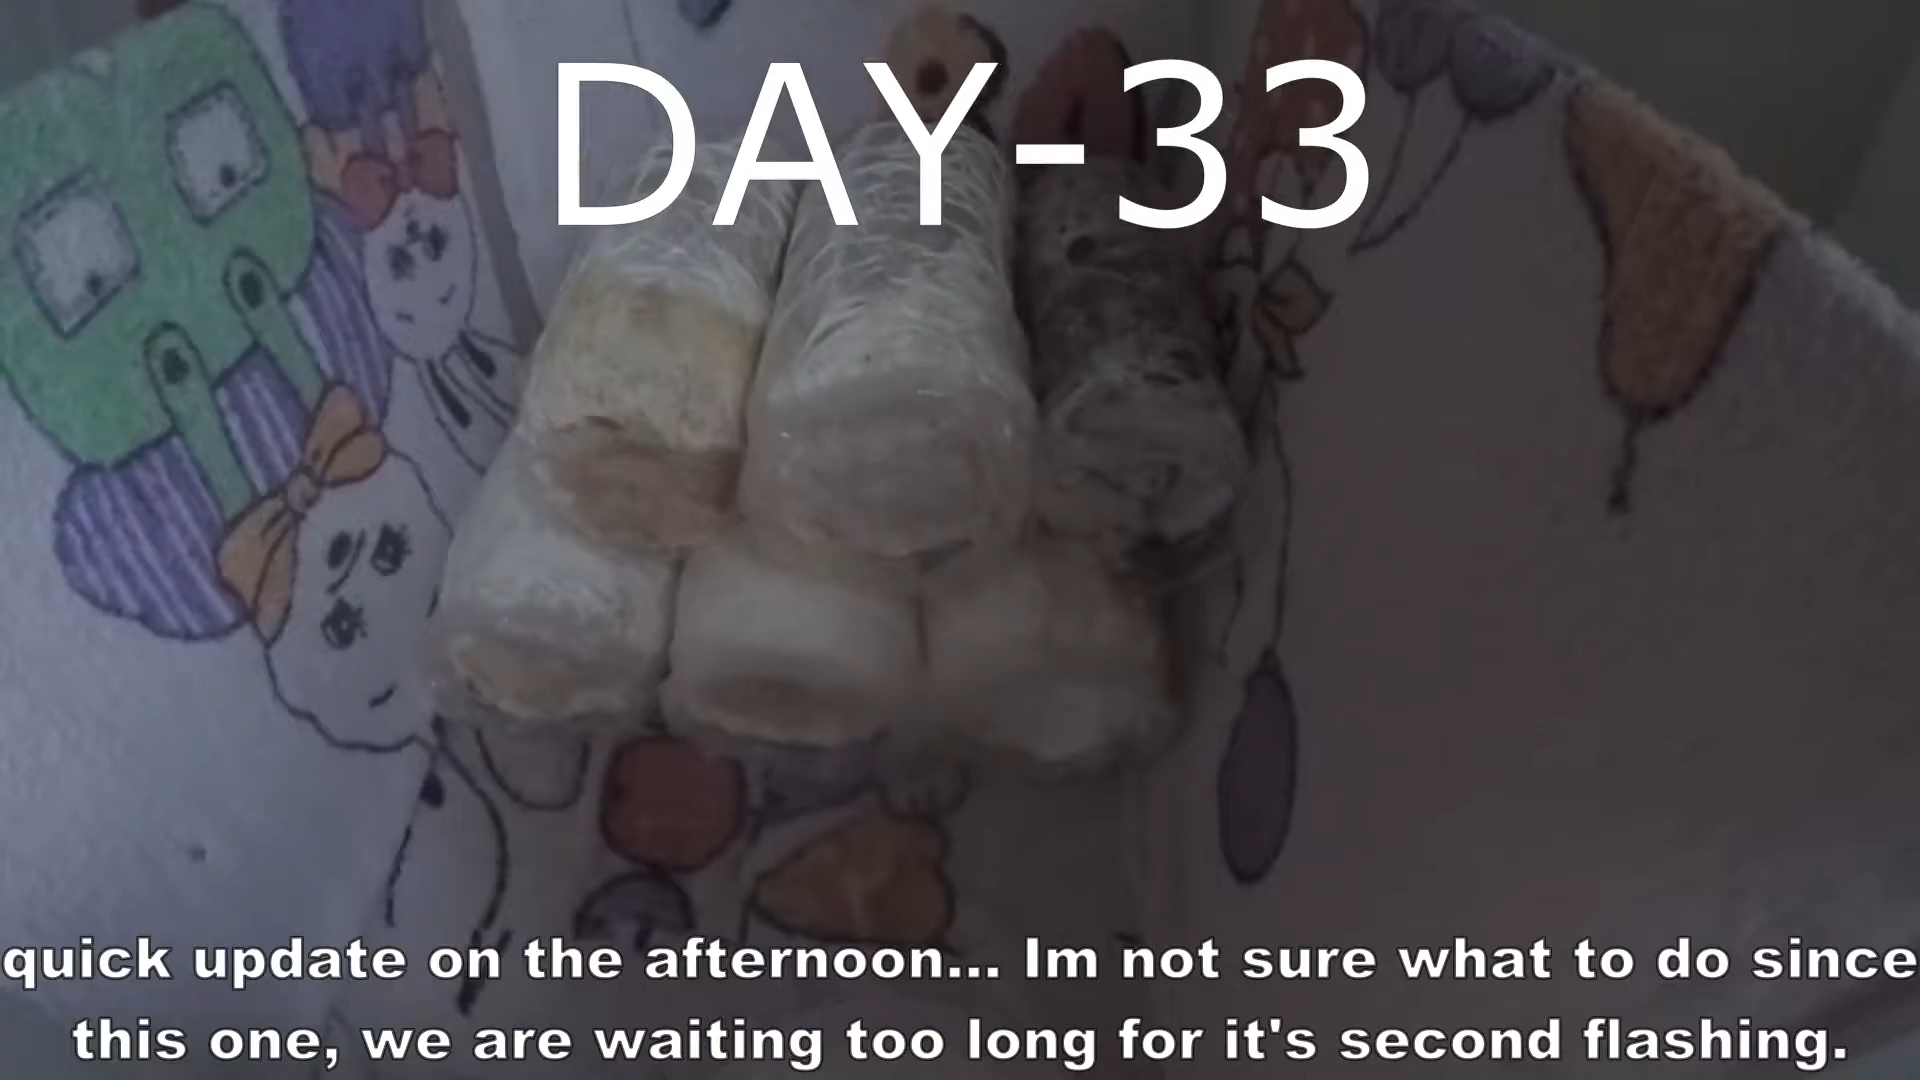 DAY-33
quick update on the afternoon... Im not sure what to do since
this one, we are waiting too long for it's second flashing.